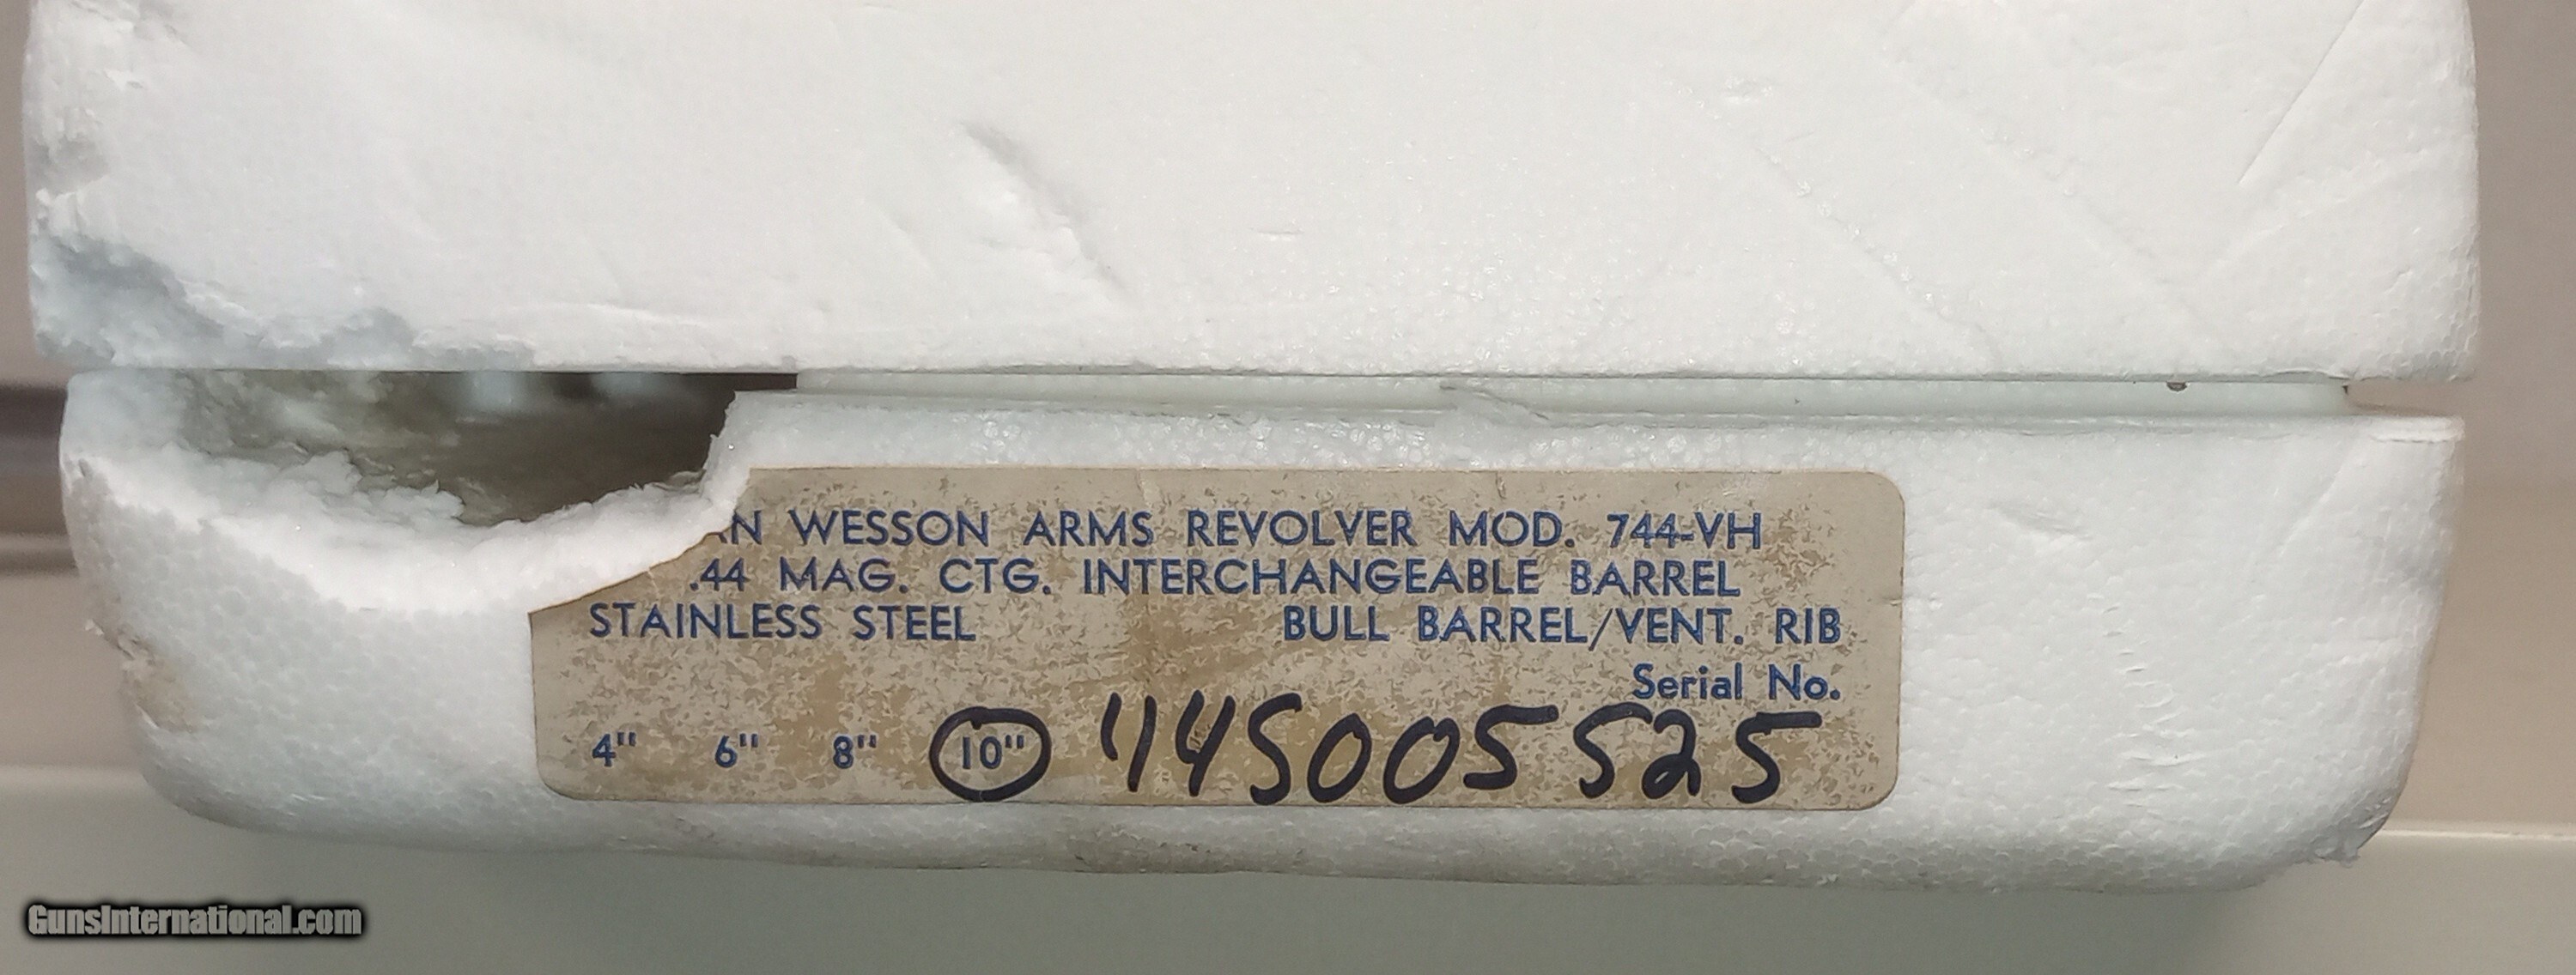 AN WESSON ARMS REVOLVER MOD. 744-VH
.44 MAG. CTG. INTERCHANGEABLE BARREL
STAINLESS STEEL BULL BARREL/VENT. RIB
Serial No.
4" 6" 8" 10" 44S005525
GunsInternational.com